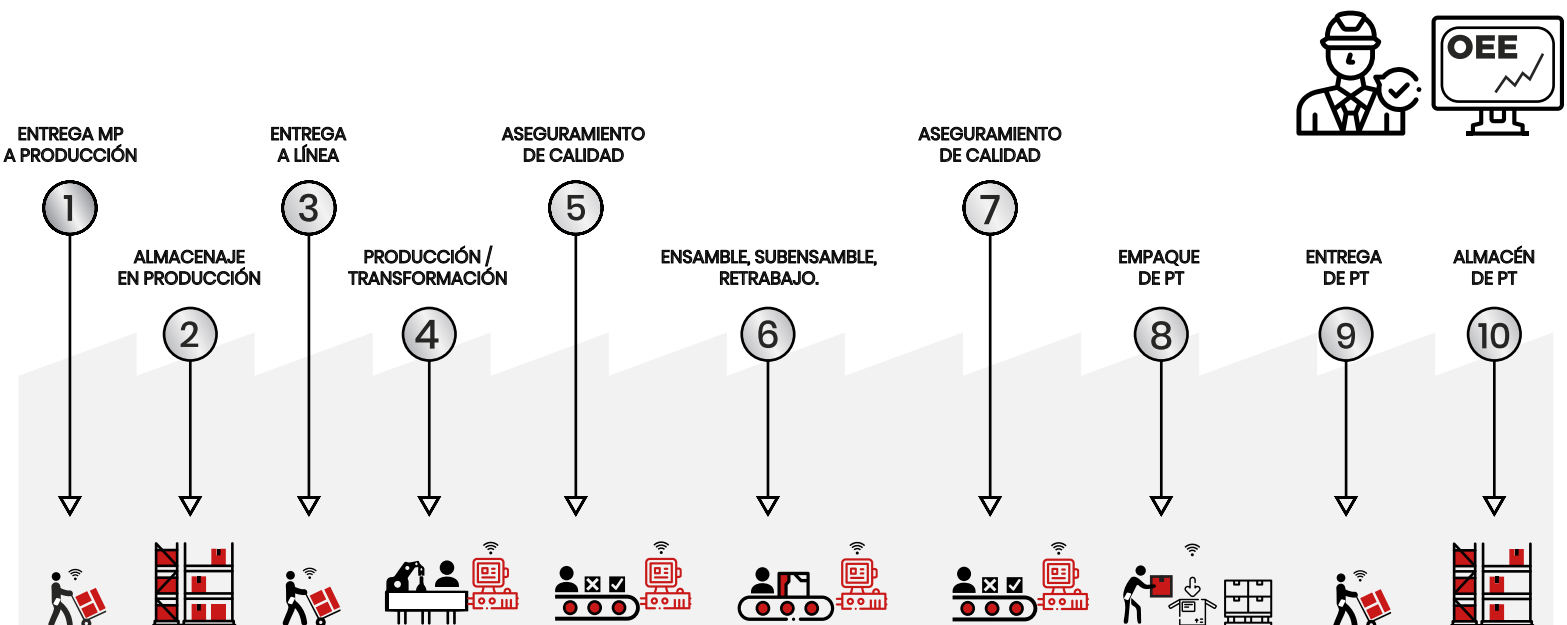 OEE
ENTREGA MP
A PRODUCCIÓN
1
ALMACENAJE
EN PRODUCCIÓN
2
ENTREGA
A LÍNEA
3
PRODUCCIÓN /
TRANSFORMACIÓN
4
ASEGURAMIENTO
DE CALIDAD
5
ENSAMBLE, SUBENSAMBLE,
RETRABAJO.
6
ASEGURAMIENTO
DE CALIDAD
7
EMPAQUE
DE PT
8
ENTREGA
DE PT
9
ALMACÉN
DE PT
10